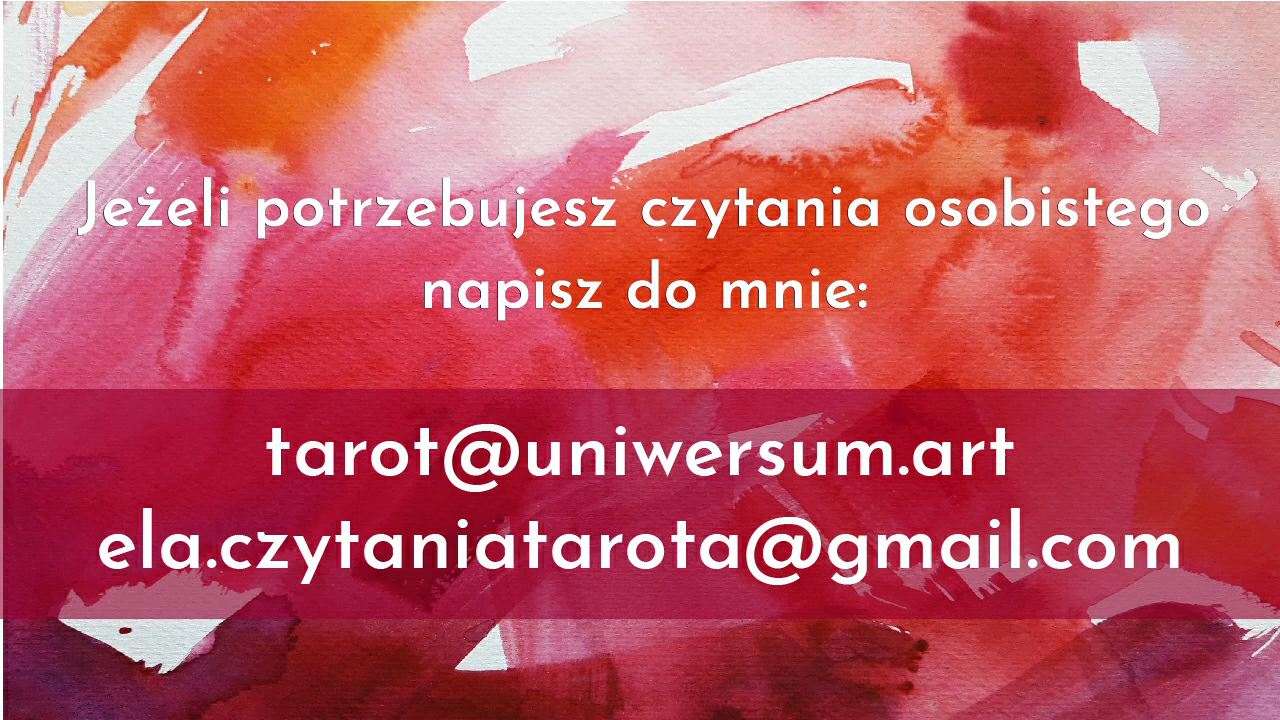 Jeżeli potrzebujesz czytania osobistego
napisz do mnie:
tarot@uniwersum.art
ela.czytaniatarota@gmail.com